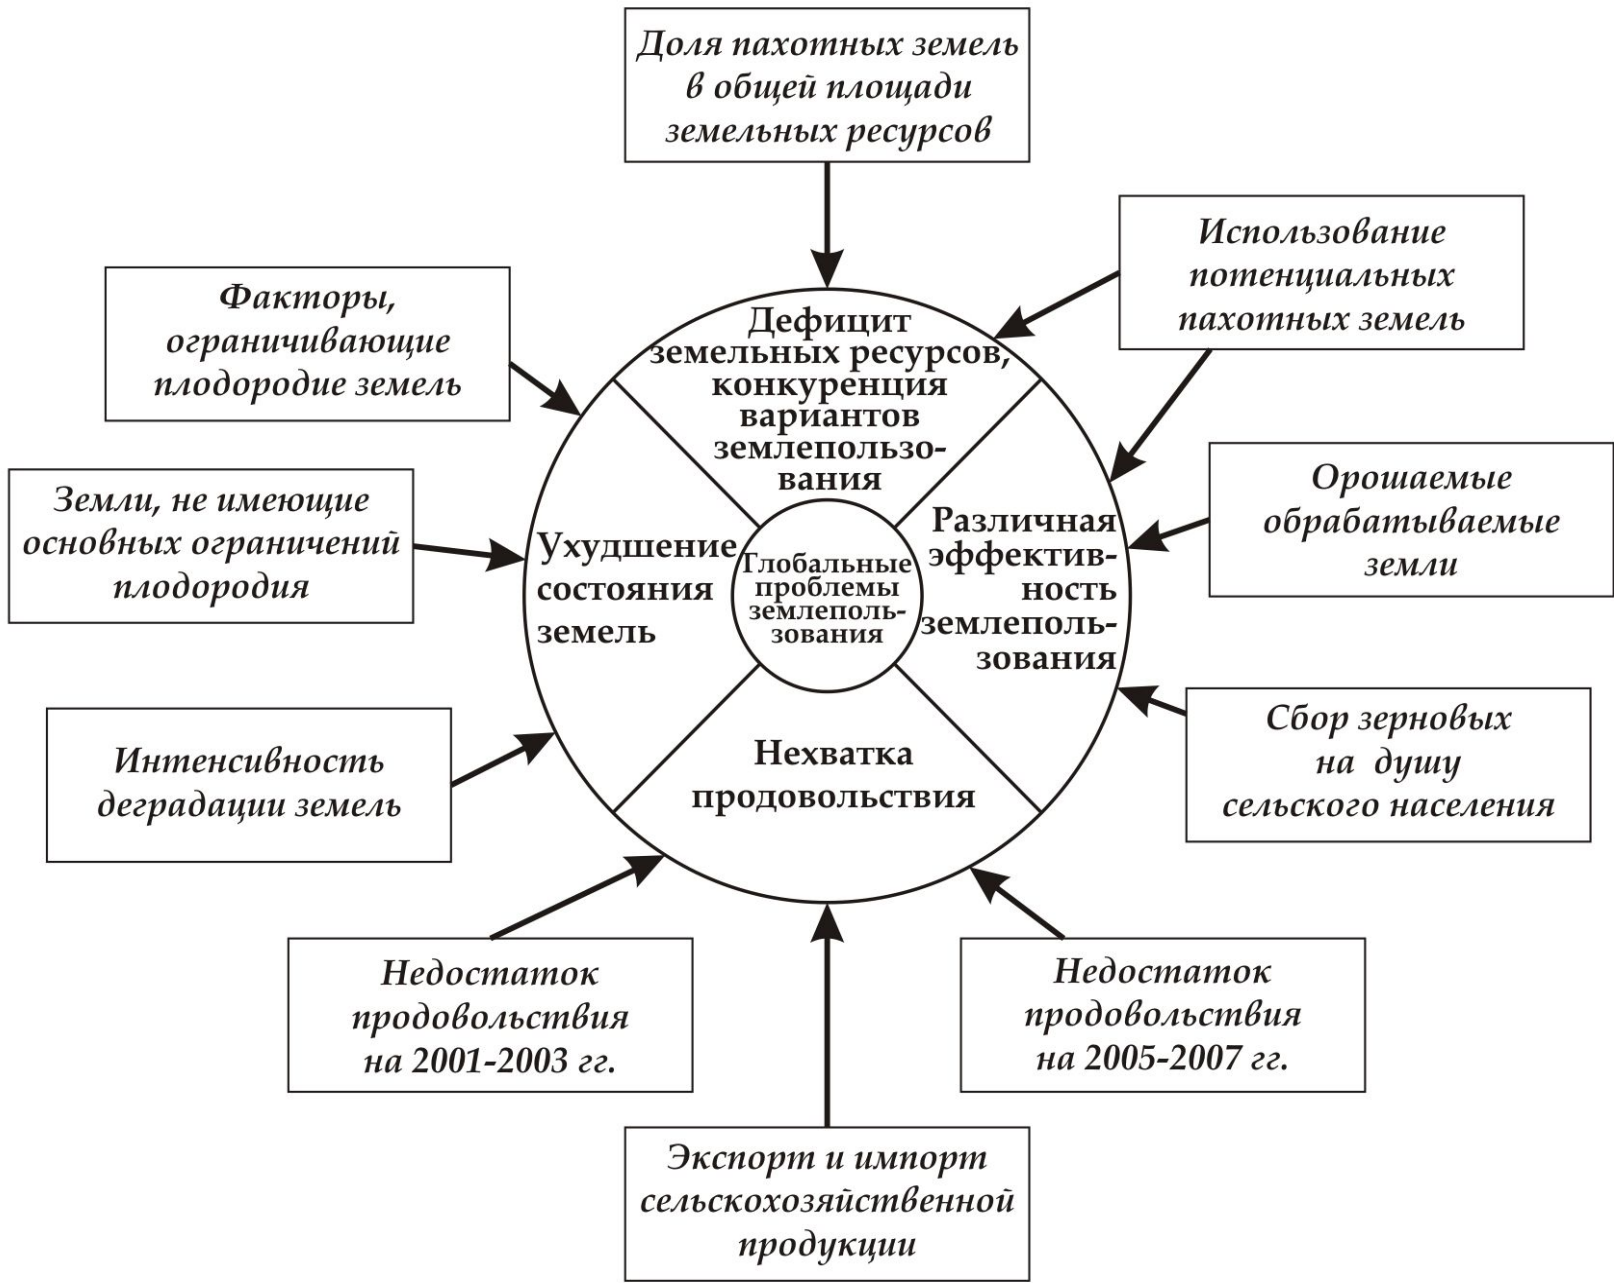 Доля пахотных земель
в общей площади
земельных ресурсов
Использование
потенциальных
пахотных земель
Факторы,
ограничивающие
плодородие земель
Дефицит
земельных ресурсов,
конкуренция
вариантов
землепользо-
вания
Орошаемые
обрабатываемые
земли
Земли, не имеющие
основных ограничений
плодородия
Ухудшение
состояния
земель
Глобальные
проблемы
землеполь-
зования
Различная
эффектив-
ность
землеполь-
зования
Сбор зерновых
на душу
сельского населения
Интенсивность
деградации земель
Нехватка
продовольствия
Недостаток
продовольствия
на 2001-2003 гг.
Недостаток
продовольствия
на 2005-2007 гг.
Экспорт и импорт
сельскохозяйственной
продукции